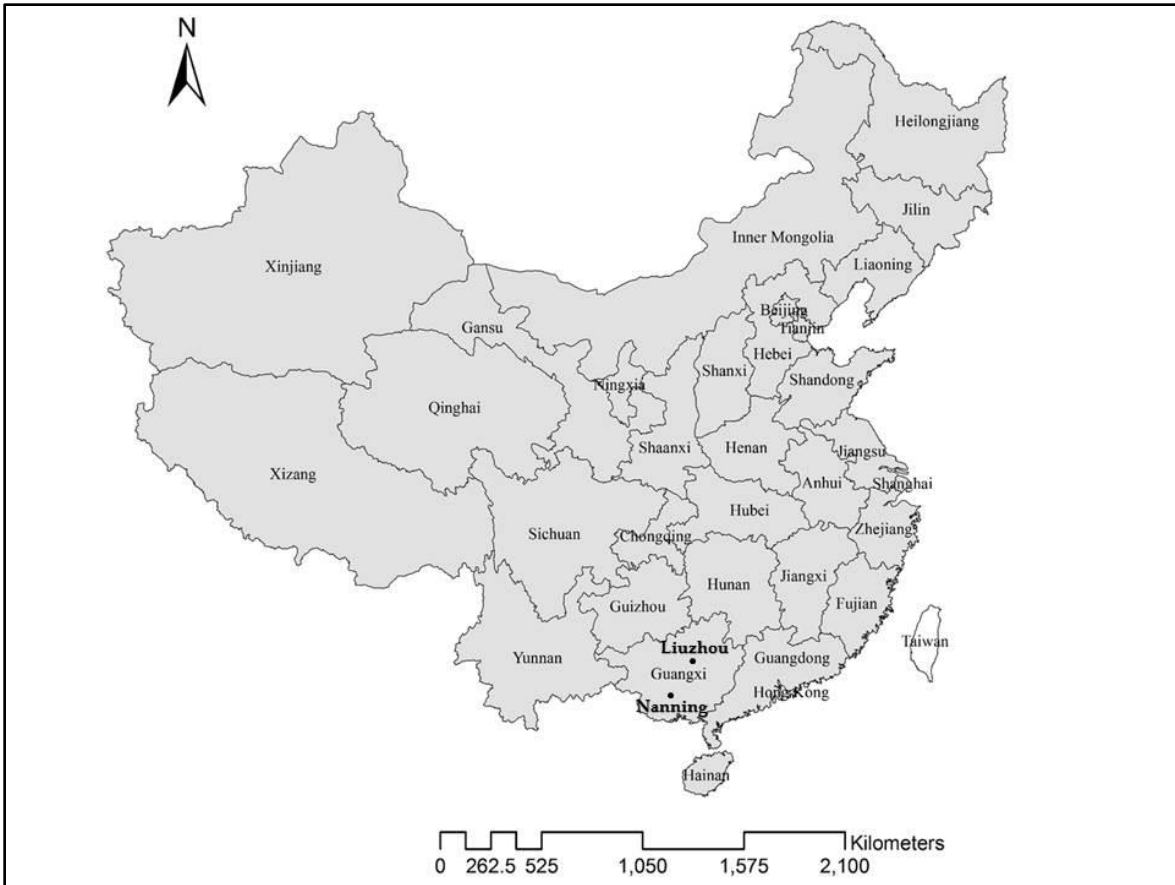 N
Heilongjiang
Jilin
Inner Mongolia
Liaoning
Xinjiang
Beijing
Tianjin
Gansu
Hebei
Shanxi
Ningxia
Shandong
Qinghai
Shaanxi
Henan
Jiangsu
Xizang
Anhui
Shanghai
Hubei
Zhejiang
Sichuan
Chongqing
Hunan
Jiangxi
Guizhou
Fujian
Taiwan
Liuzhou
Yunnan
Guangdong
Guangxi
Hong Kong
Nanning
Hainan
Kilometers
0 262.5 525 1,050 1,575 2,100